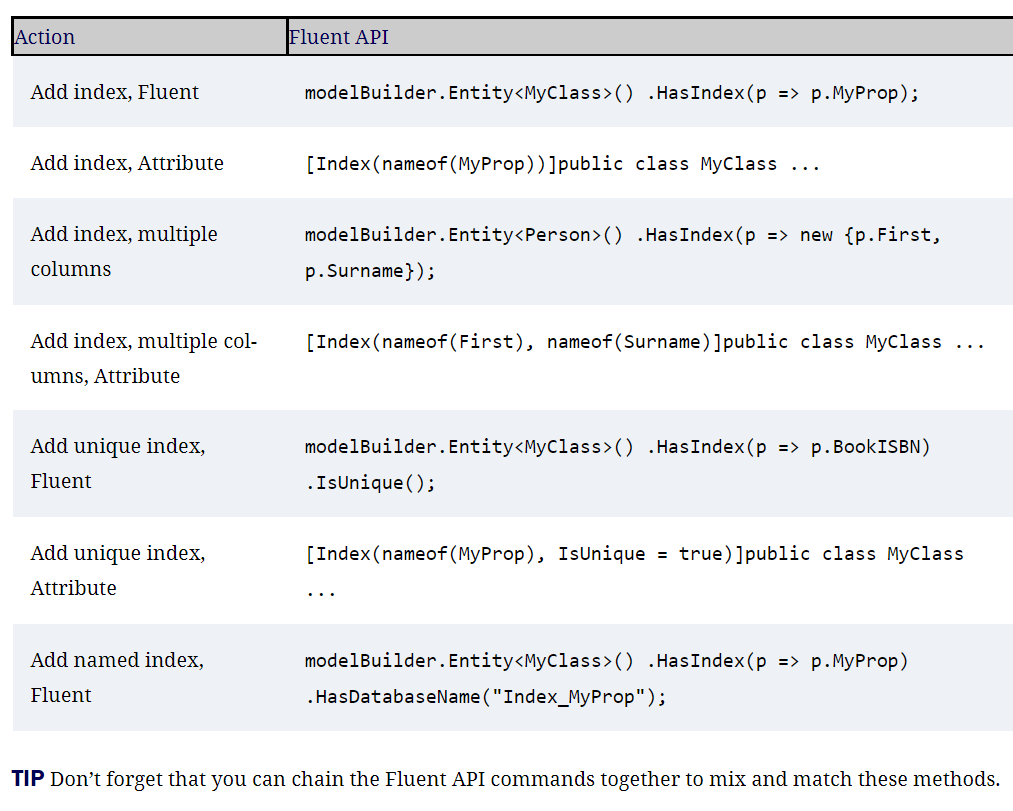 Action Fluent API
Add index, Fluent modelBuilder.Entity<MyClass>() .HasIndex(p => p.MyProp);
Add index, Attribute [Index(nameof(MyProp))]public class MyClass ...
Add index, multiple modelBuilder.Entity<Person>() .HasIndex(p => new {p.First,
columns p.Surname});
Add index, multiple col- [Index(nameof(First), nameof(Surname)]public class MyClass ...
umns, Attribute
Add unique index, modelBuilder.Entity<MyClass>() .HasIndex(p => p.BookISBN)
Fluent .IsUnique();
Add unique index, [Index(nameof(MyProp), IsUnique = true)]public class MyClass
Attribute ...
Add named index, modelBuilder.Entity<MyClass>() .HasIndex(p => p.MyProp)
Fluent .HasDatabaseName("Index_MyProp");
TIP Don’t forget that you can chain the Fluent API commands together to mix and match these methods.